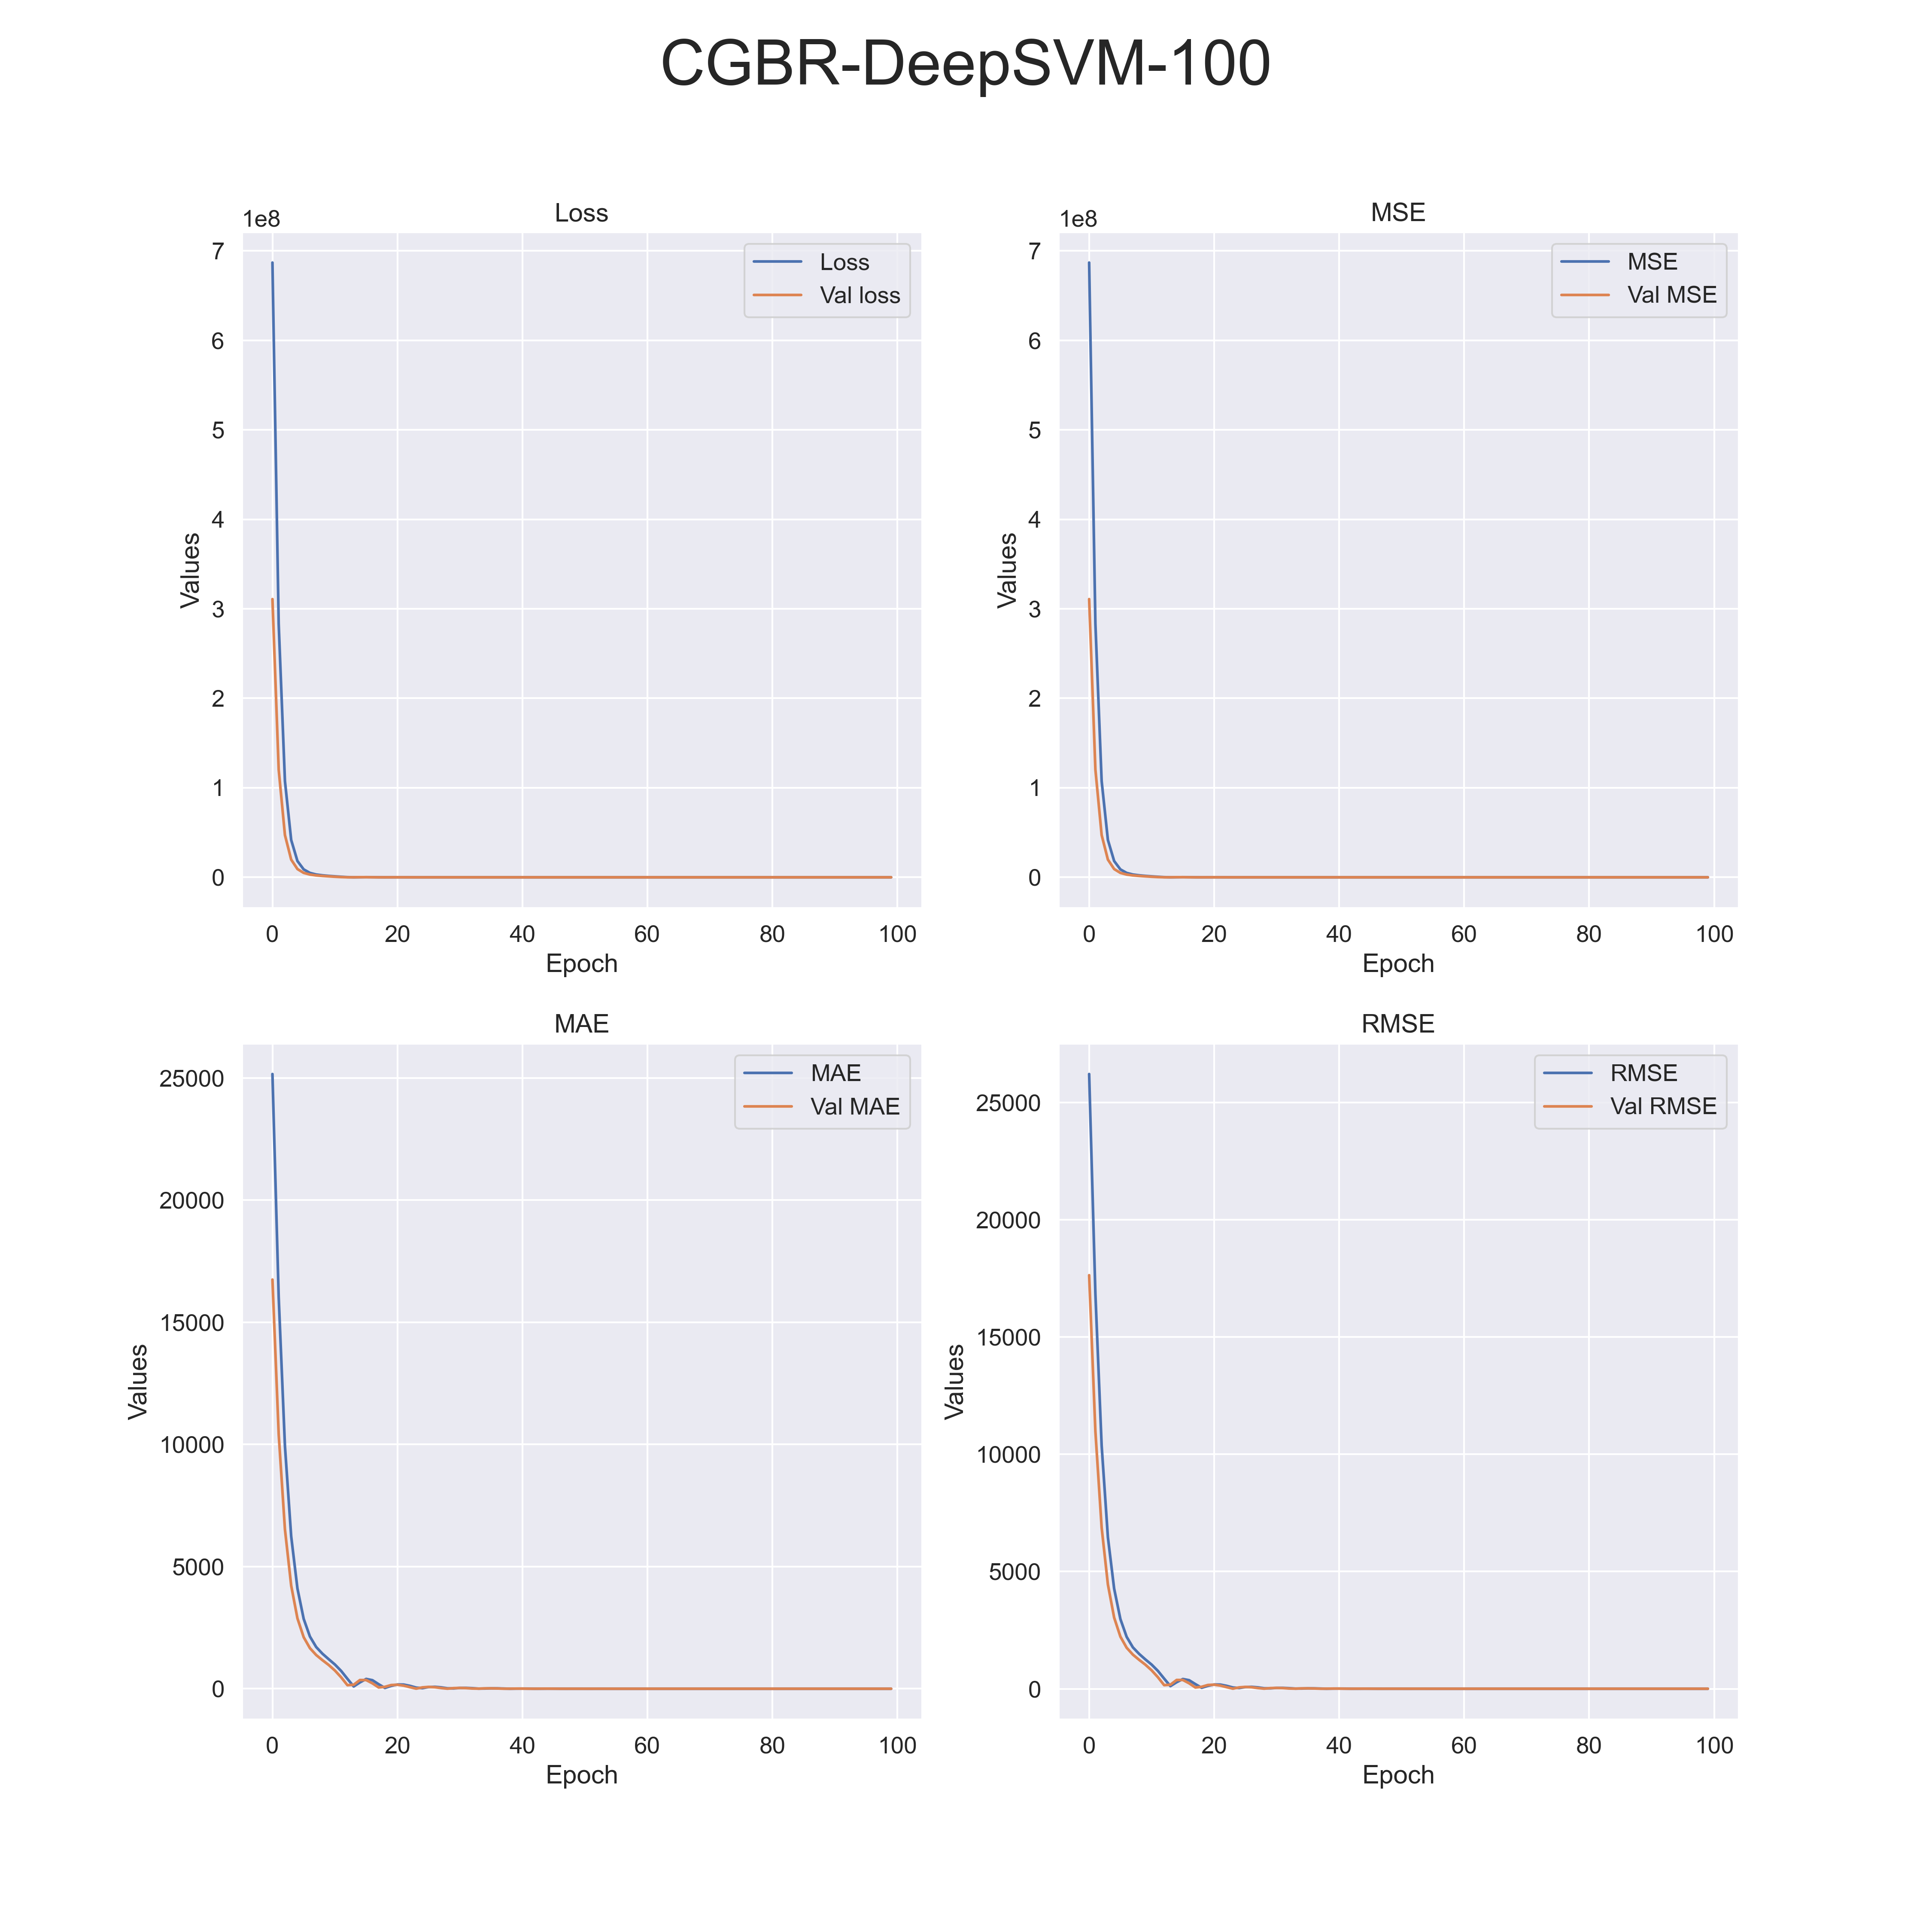 CGBR-DeepSVM-100
Loss
1e8
7
6
5
4
3
2
1
0
Values
Loss
Val loss
0 20 40 60 80 100
Epoch
MSE
1e8
7
6
5
4
3
2
1
0
Values
MSE
Val MSE
0 20 40 60 80 100
Epoch
MAE
25000
20000
15000
10000
5000
0
Values
MAE
Val MAE
0 20 40 60 80 100
Epoch
RMSE
25000
20000
15000
10000
5000
0
Values
RMSE
Val RMSE
0 20 40 60 80 100
Epoch